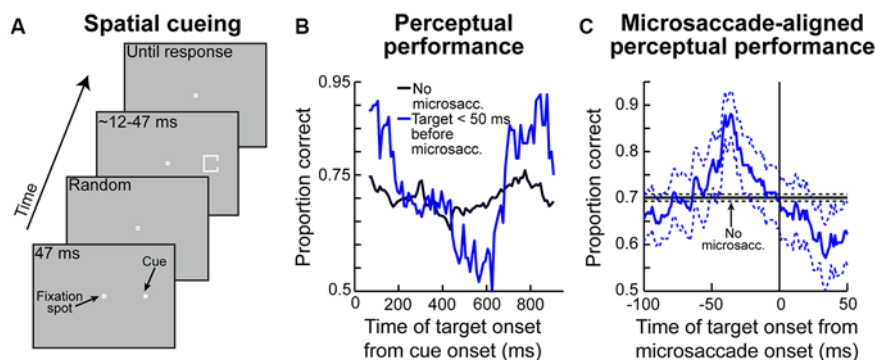 A
Spatial cueing
Until response
~12-47 ms
Random
47 ms
Time
Cue
Fixation
spot
B
Perceptual
performance
Proportion correct
0.95
0.75
0.5
No
microsacc.
Target < 50 ms
before
microsacc.
0
200
400
600
800
Time of target onset
from cue onset (ms)
C
Microsaccade-aligned
perceptual performance
Proportion correct
0.9
0.8
0.7
0.6
0.5
No
microsacc.
-100
-50
0
50
Time of target onset from
microsaccade onset (ms)